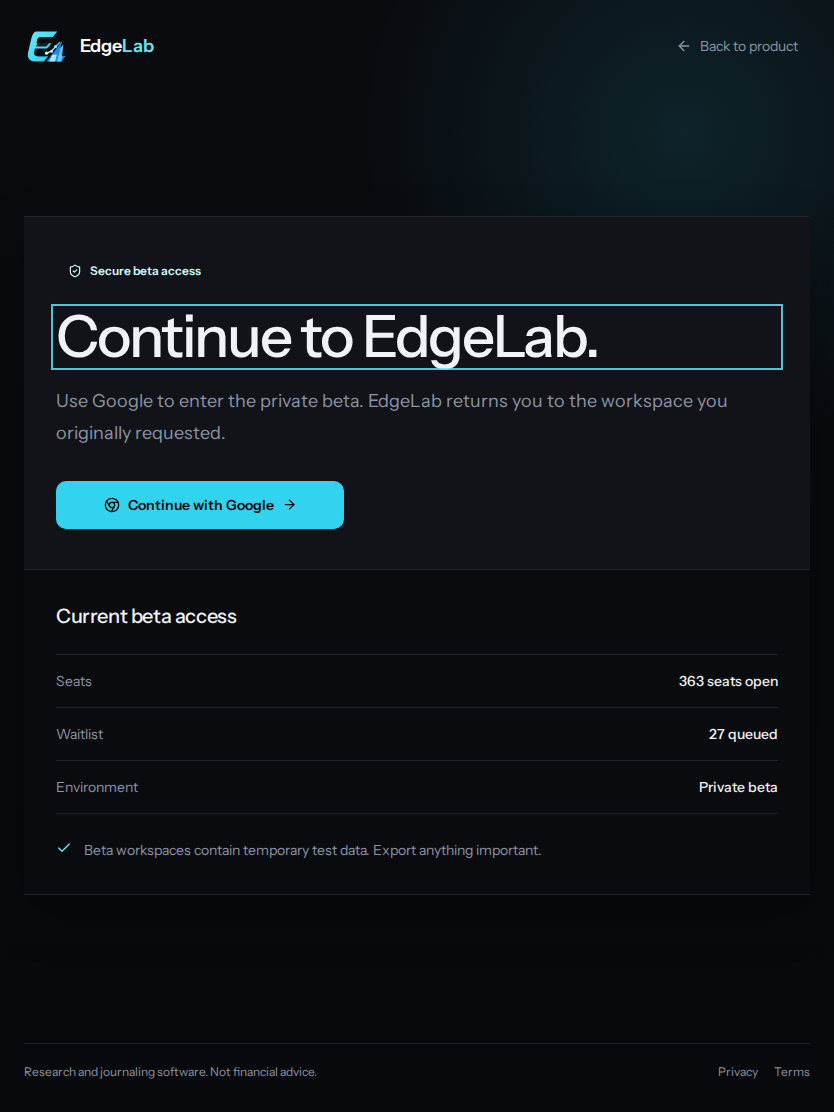 EdgeLab
Back to product
Secure beta access
Continue to EdgeLab.
Use Google to enter the private beta. EdgeLab returns you to the workspace you
originally requested.
Continue with Google
Current beta access
Seats 363 seats open
Waitlist 27 queued
Environment Private beta
Beta workspaces contain temporary test data. Export anything important.
Research and journaling software. Not financial advice. Privacy Terms